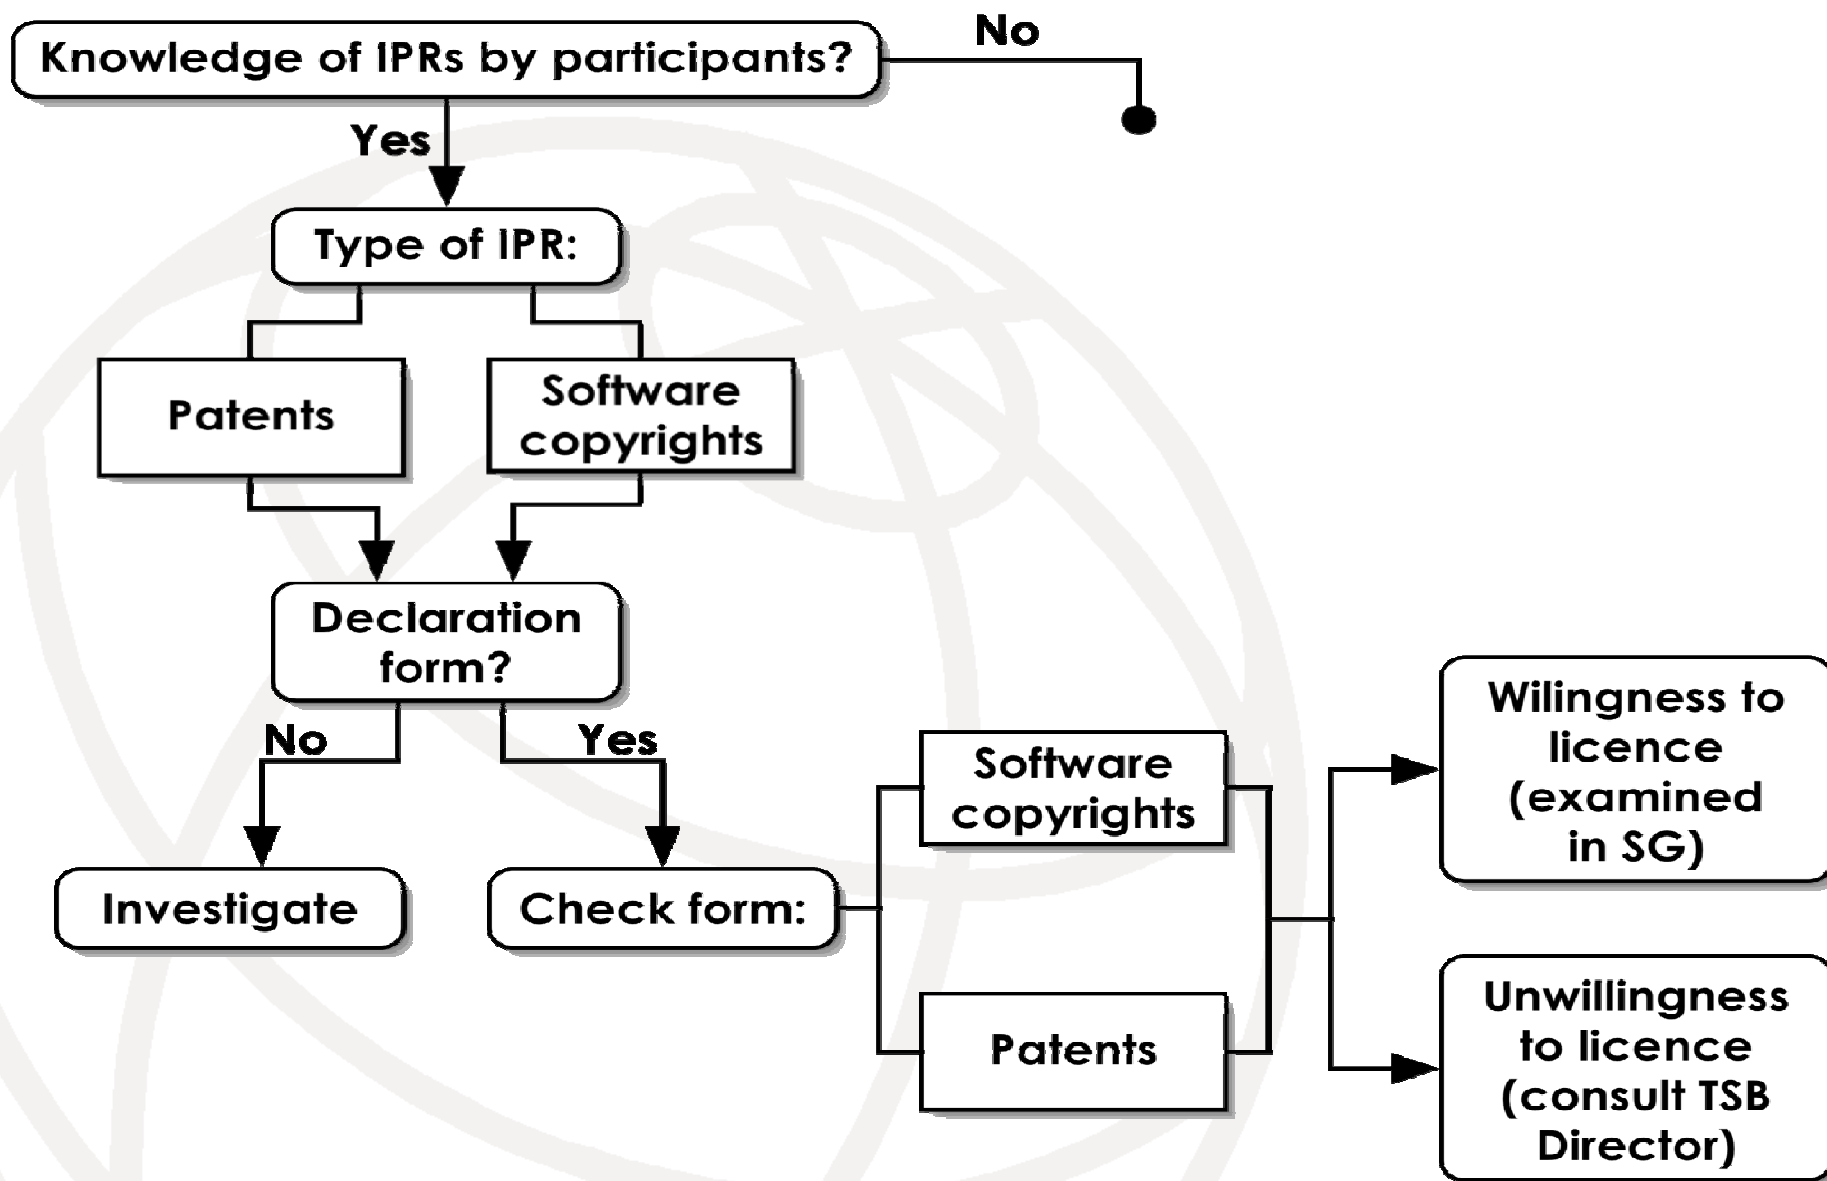 Knowledge of IPRs by participants?
No
Yes
Type of IPR:
Patents
Software
copyrights
Declaration
form?
No
Yes
Investigate
Check form:
Software
copyrights
Patents
Wilingness to
licence
(examined
in SG)
Unwillingness
to licence
(consult TSB
Director)